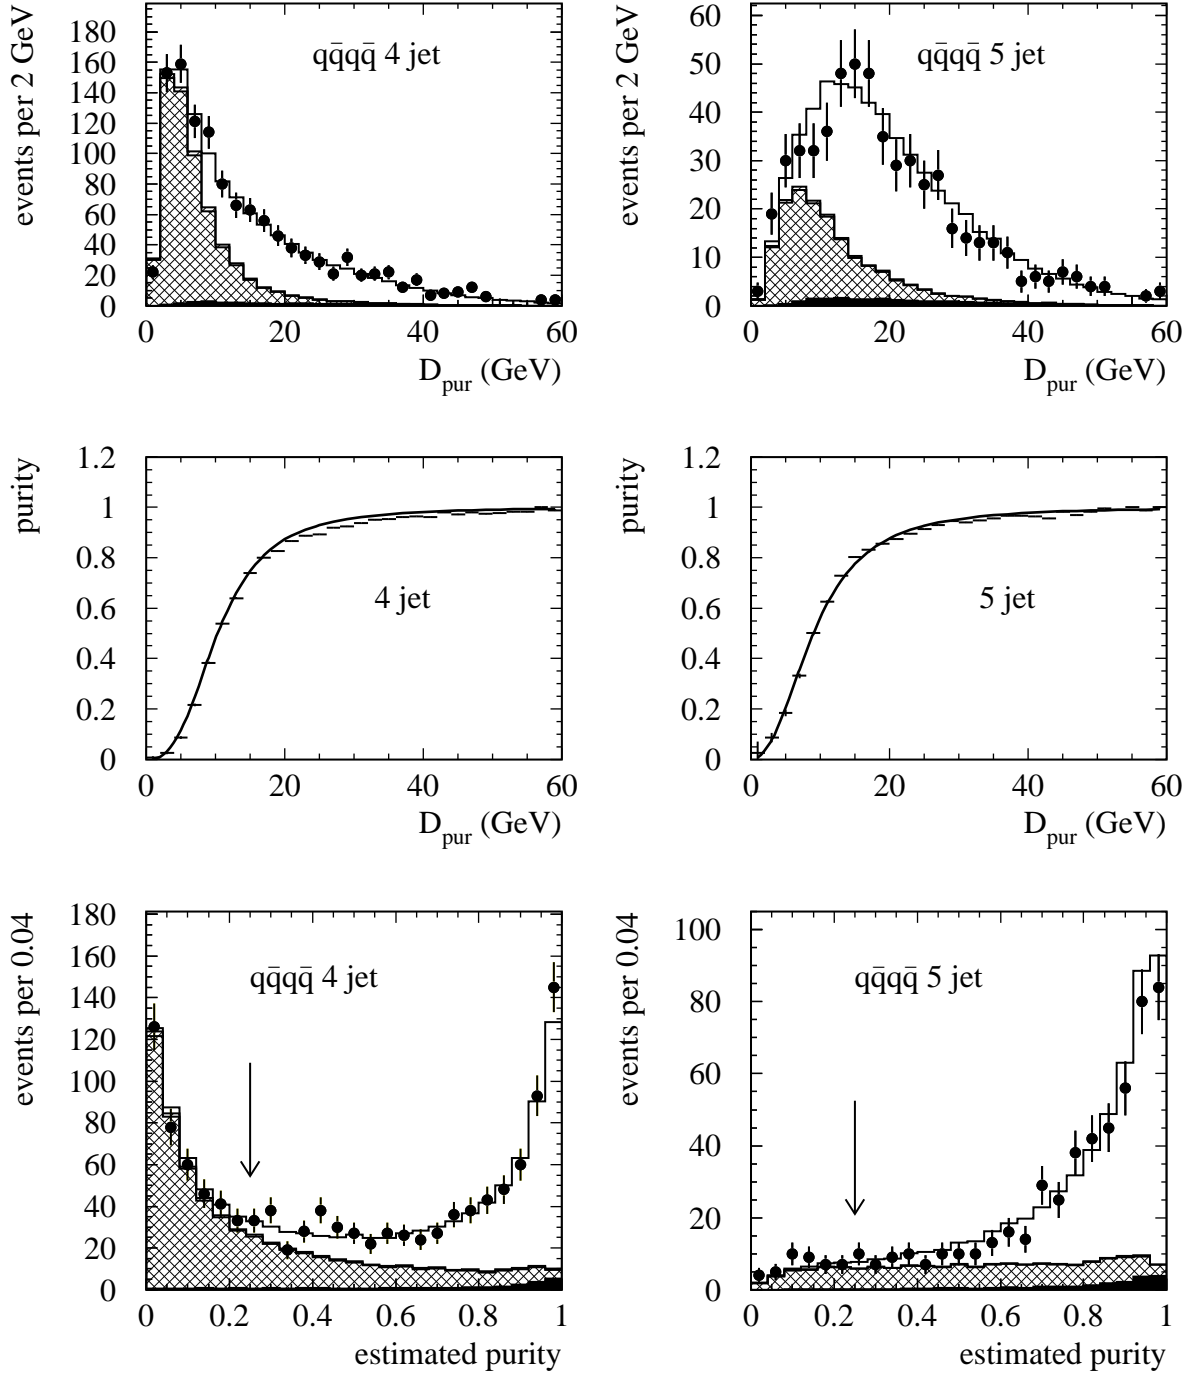 events per 2 GeV
qq̄qq̄ 4 jet
180
160
140
120
100
80
60
40
20
0
0 20 40 60
D_pur (GeV)
events per 2 GeV
qq̄qq̄ 5 jet
60
50
40
30
20
10
0
0 20 40 60
D_pur (GeV)
purity
1.2
1
0.8
0.6
0.4
0.2
0
4 jet
0 20 40 60
D_pur (GeV)
purity
1.2
1
0.8
0.6
0.4
0.2
0
5 jet
0 20 40 60
D_pur (GeV)
events per 0.04
qq̄qq̄ 4 jet
180
160
140
120
100
80
60
40
20
0
0 0.2 0.4 0.6 0.8 1
estimated purity
events per 0.04
qq̄qq̄ 5 jet
100
80
60
40
20
0
0 0.2 0.4 0.6 0.8 1
estimated purity